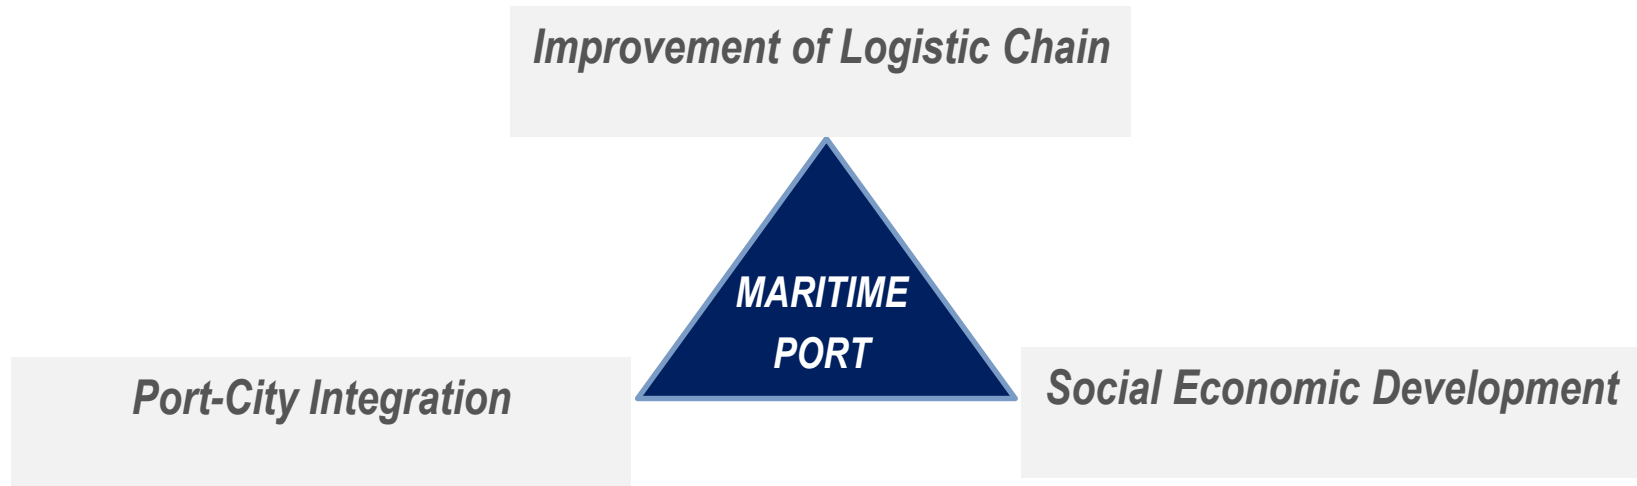 Improvement of Logistic Chain
MARITIME
PORT
Port-City Integration
Social Economic Development